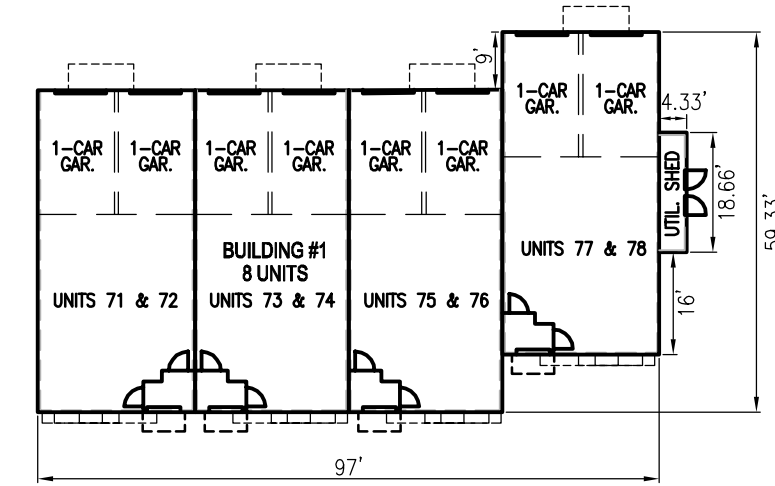 9'
1-CAR
GAR.
1-CAR
GAR.
4.33'
1-CAR
GAR.
1-CAR
GAR.
1-CAR
GAR.
1-CAR
GAR.
1-CAR
GAR.
1-CAR
GAR.
UTIL. SHED
18.66'
59.33'
BUILDING #1
8 UNITS
UNITS 77 & 78
UNITS 71 & 72
UNITS 73 & 74
UNITS 75 & 76
16'
97'